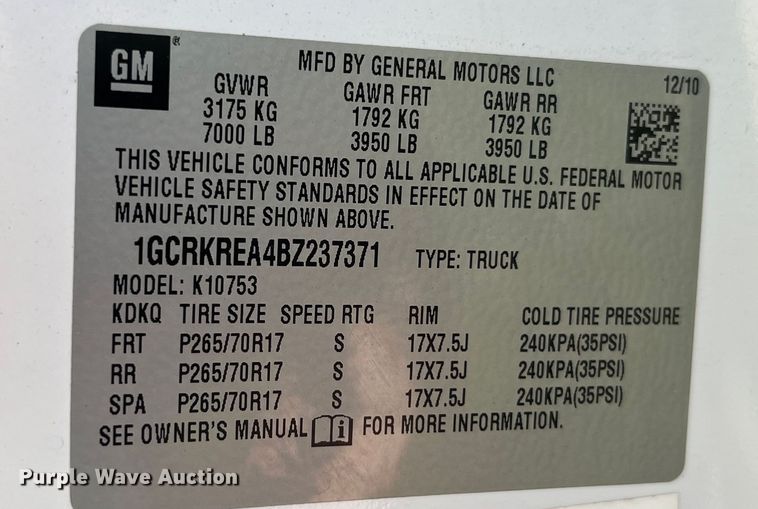 GM®
MFD BY GENERAL MOTORS LLC 12/10
GVWR GAWR FRT GAWR RR
3175 KG 1792 KG 1792 KG
7000 LB 3950 LB 3950 LB
THIS VEHICLE CONFORMS TO ALL APPLICABLE U.S. FEDERAL MOTOR
VEHICLE SAFETY STANDARDS IN EFFECT ON THE DATE OF
MANUFACTURE SHOWN ABOVE.
1GCRKREA4BZ237371 TYPE: TRUCK
MODEL: K10753
KDKQ TIRE SIZE SPEED RTG RIM COLD TIRE PRESSURE
FRT P265/70R17 S 17X7.5J 240KPA(35PSI)
RR P265/70R17 S 17X7.5J 240KPA(35PSI)
SPA P265/70R17 S 17X7.5J 240KPA(35PSI)
SEE OWNER'S MANUAL i FOR MORE INFORMATION.
Purple Wave Auction